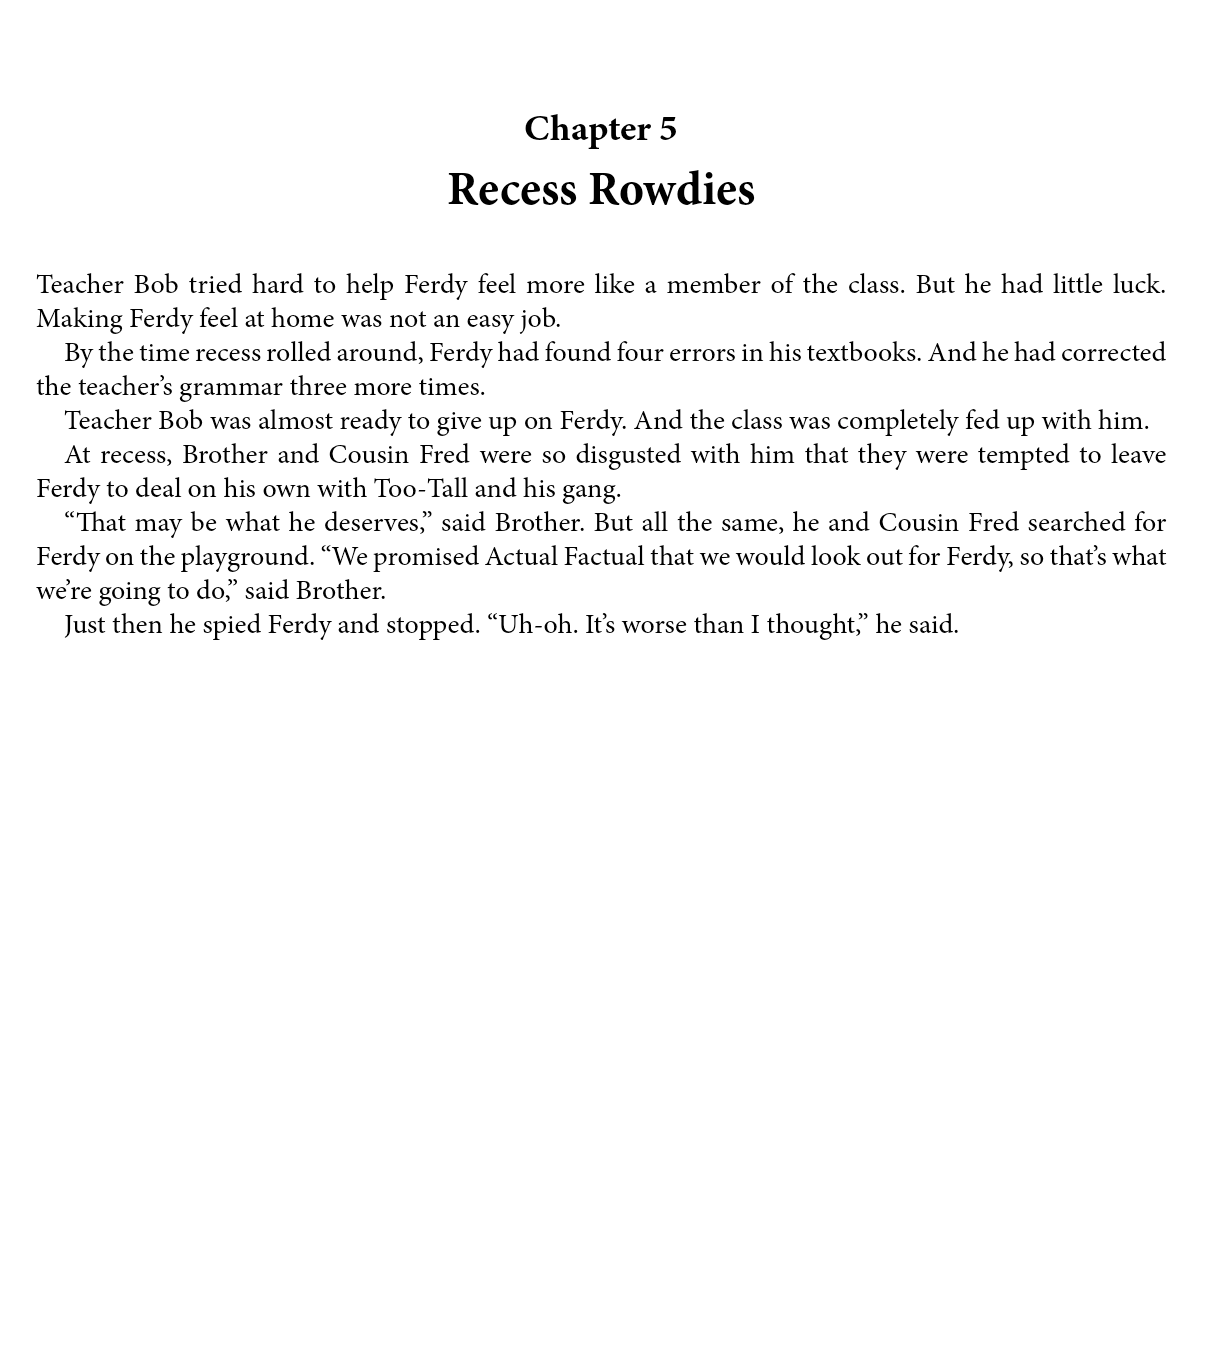 Chapter 5
Recess Rowdies
Teacher Bob tried hard to help Ferdy feel more like a member of the class. But he had little luck.
Making Ferdy feel at home was not an easy job.
By the time recess rolled around, Ferdy had found four errors in his textbooks. And he had corrected
the teacher’s grammar three more times.
Teacher Bob was almost ready to give up on Ferdy. And the class was completely fed up with him.
At recess, Brother and Cousin Fred were so disgusted with him that they were tempted to leave
Ferdy to deal on his own with Too-Tall and his gang.
“That may be what he deserves,” said Brother. But all the same, he and Cousin Fred searched for
Ferdy on the playground. “We promised Actual Factual that we would look out for Ferdy, so that’s what
we’re going to do,” said Brother.
Just then he spied Ferdy and stopped. “Uh-oh. It’s worse than I thought,” he said.